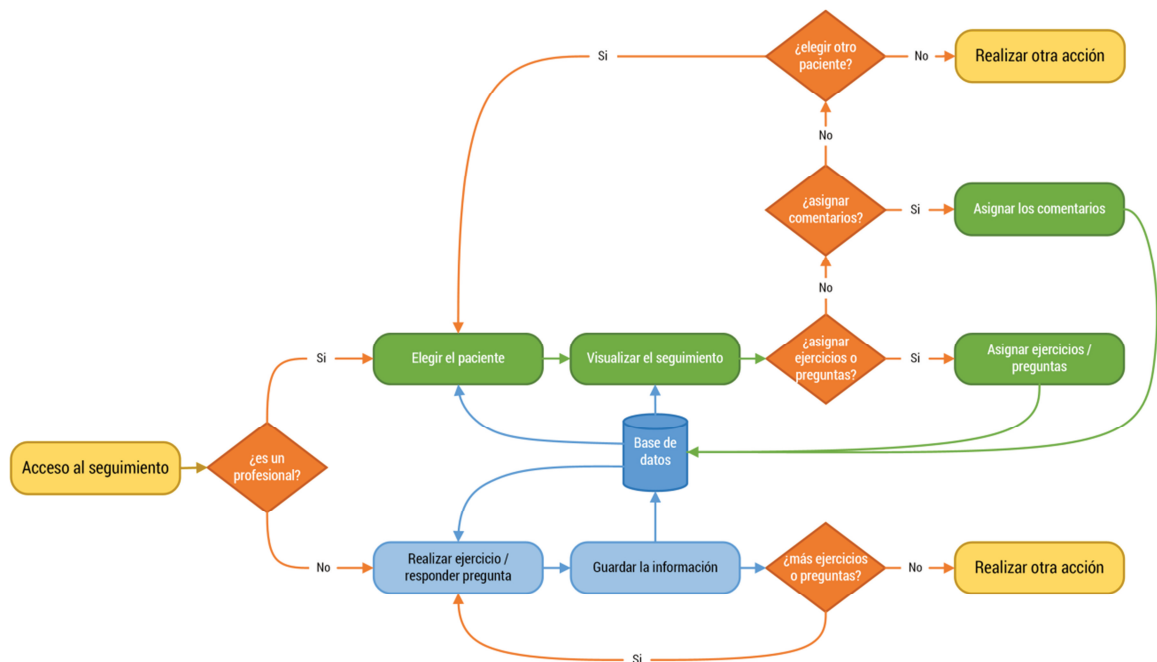 ¿elegir otro
paciente?
Si
No
Realizar otra acción
No
¿asignar
comentarios?
Si
Asignar los comentarios
No
Si
Elegir el paciente
Visualizar el seguimiento
¿asignar
ejercicios o
preguntas?
Si
Asignar ejercicios /
preguntas
Acceso al seguimiento
¿es un
profesional?
Base de
datos
No
Realizar ejercicio /
responder pregunta
Guardar la información
¿más ejercicios
o preguntas?
No
Realizar otra acción
Si